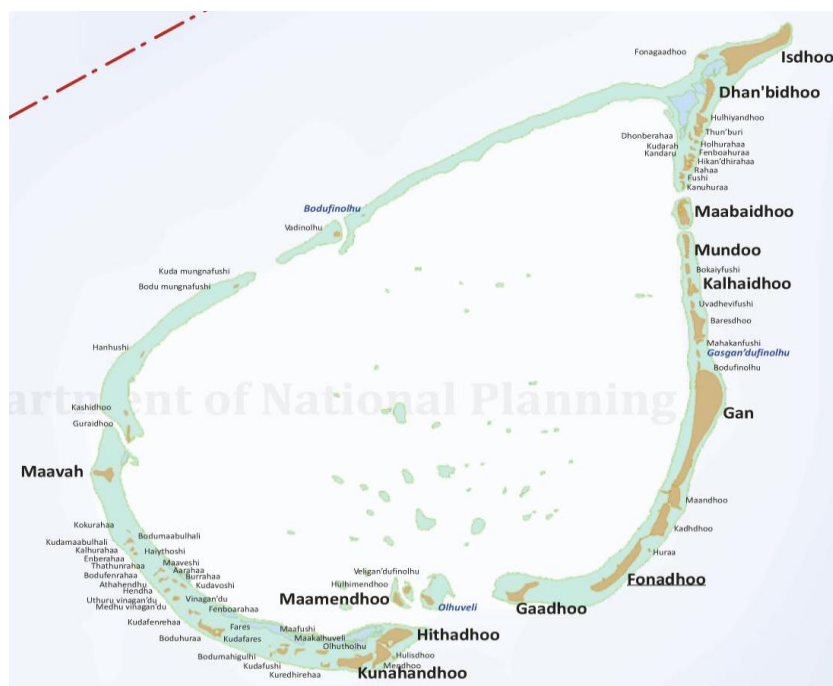 Fonagaadhoo
Isdhoo
Dhan'bidhoo
Hulhiyandhoo
Thun'buri
Dhonberahaa
Holhurahaa
Kudarah
Fenboahuraa
Kandaru
Hikan'dhirahaa
Rahaa
Fushi
Kanuhuraa
Bodufinolhu
Maabaidhoo
Vadinolhu
Mundoo
Kuda mungnafushi
Bokaiyfushi
Bodu mungnafushi
Kalhaidhoo
Uvadhevifushi
Baresdhoo
Hanhushi
Mahakanfushi
Gasgan'dufinolhu
Bodufinolhu
artment of National Planning
Kashidhoo
Gan
Guraidhoo
Maavah
Maandhoo
Kokurahaa
Kadhdhoo
Bodumaabulhali
Kudamaabulhali
Kalhurahaa
Haiythoshi
Huraa
Enberahaa
Maaveshi
Thathunrahaa
Aarahaa
Veligan'dufinolhu
Bodufenrahaa
Burrahaa
Fonadhoo
Athahendhu
Kudavoshi
Hulhimendhoo
Hendha
Uthuru vinagan'du
Vinagan'du
Maamendhoo
Medhu vinagan'du
Fenboarahaa
Olhuveli
Gaadhoo
Kudafenrehaa
Fares
Maafushi
Hithadhoo
Boduhuraa
Kudafares
Maakalhuveli
Olhutholhu
Bodumahigulhi
Hulisdhoo
Kudafushi
Mendhoo
Kuredhirehaa
Kunahandhoo